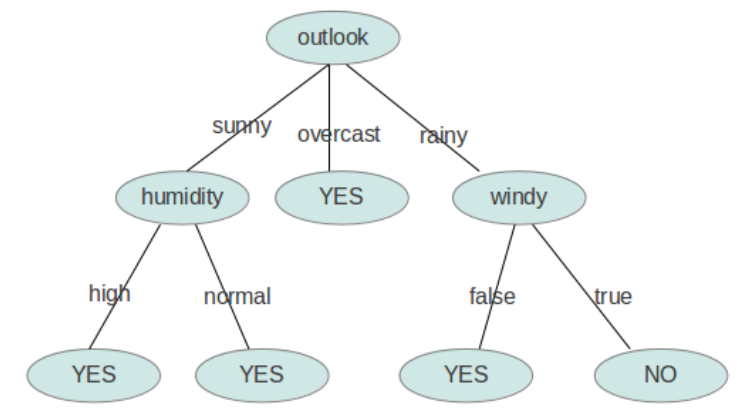 outlook
sunny
overcast
rainy
humidity
YES
windy
high
normal
false
true
YES
YES
YES
NO